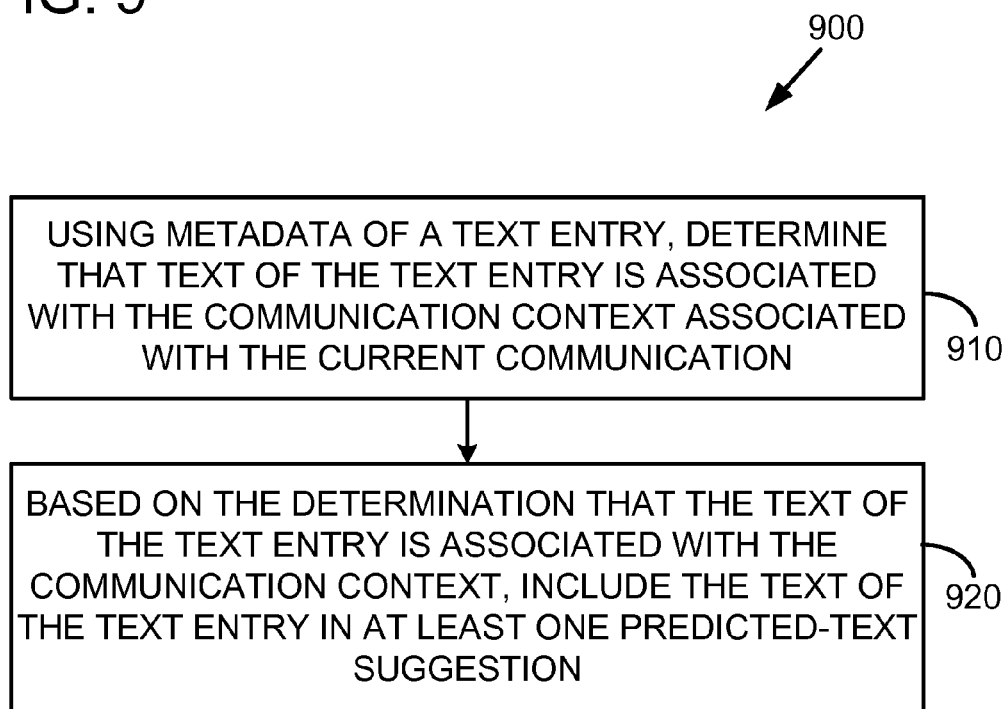 IG. 9
900
USING METADATA OF A TEXT ENTRY, DETERMINE
THAT TEXT OF THE TEXT ENTRY IS ASSOCIATED
WITH THE COMMUNICATION CONTEXT ASSOCIATED
WITH THE CURRENT COMMUNICATION
910
BASED ON THE DETERMINATION THAT THE TEXT OF
THE TEXT ENTRY IS ASSOCIATED WITH THE
COMMUNICATION CONTEXT, INCLUDE THE TEXT OF
THE TEXT ENTRY IN AT LEAST ONE PREDICTED-TEXT
SUGGESTION
920